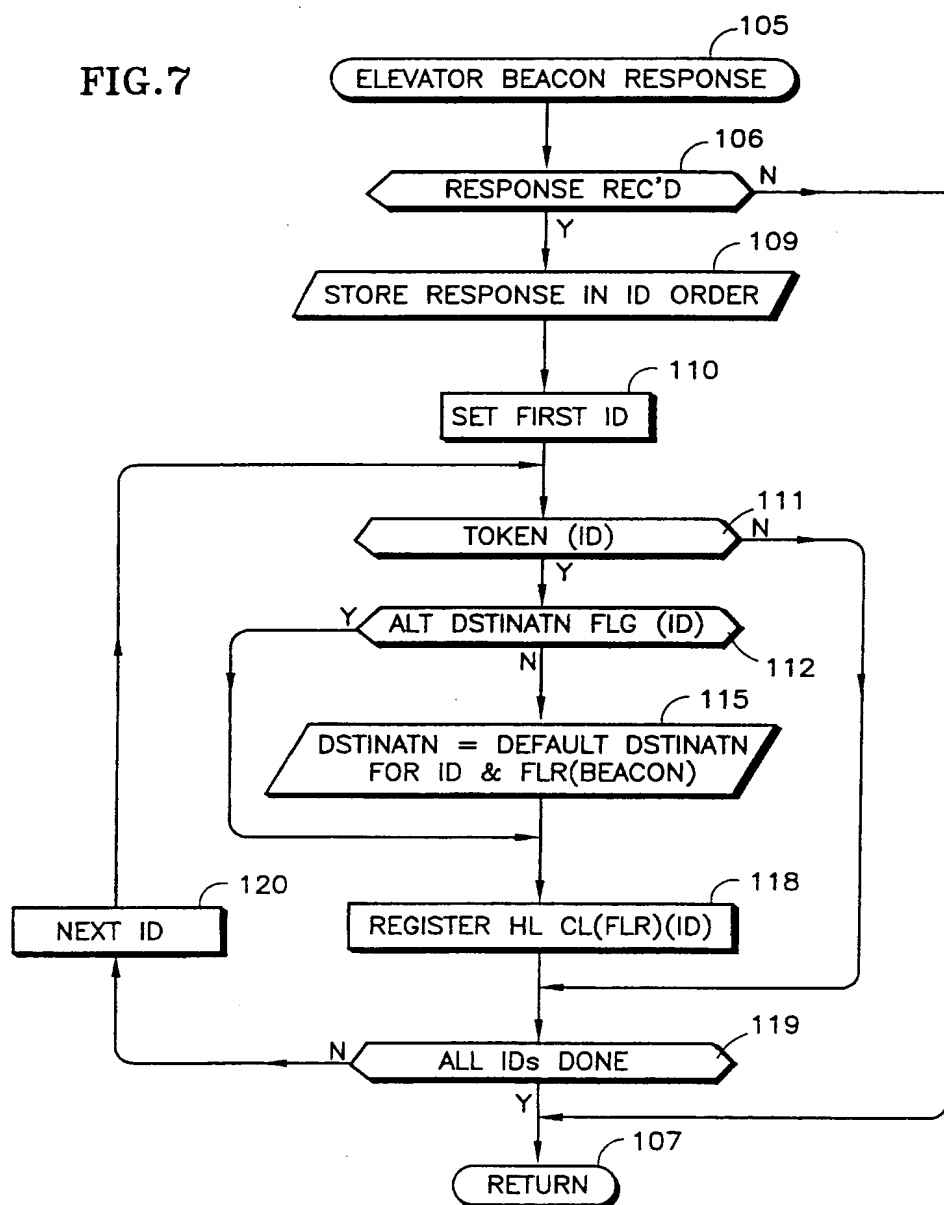 FIG.7
105
ELEVATOR BEACON RESPONSE
106
RESPONSE REC'D
N
Y
109
STORE RESPONSE IN ID ORDER
110
SET FIRST ID
111
TOKEN (ID)
N
Y
Y
ALT DSTINATN FLG (ID)
112
N
115
DSTINATN = DEFAULT DSTINATN
FOR ID & FLR(BEACON)
120
NEXT ID
118
REGISTER HL CL(FLR)(ID)
119
N
ALL IDs DONE
Y
107
RETURN